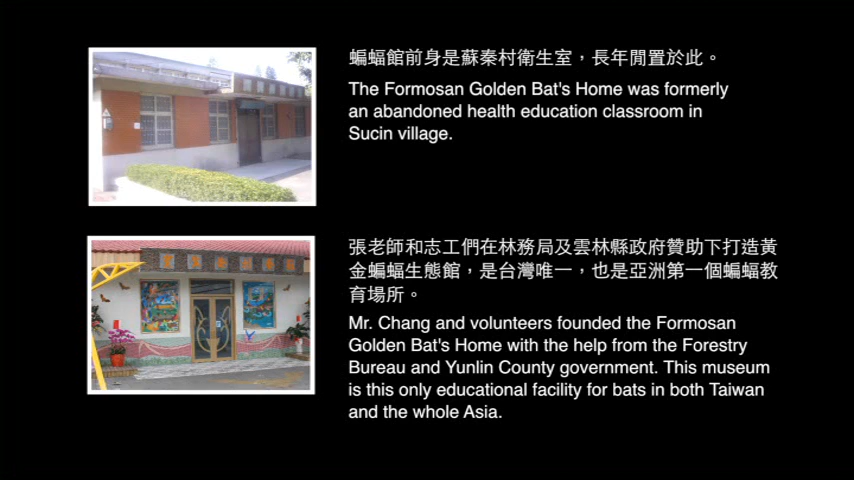 蝙蝠館前身是蘇秦村衛生室，長年閒置於此。
The Formosan Golden Bat's Home was formerly
an abandoned health education classroom in
Sucin village.
張老師和志工們在林務局及雲林縣政府贊助下打造黃
金蝙蝠生態館，是台灣唯一，也是亞洲第一個蝙蝠教
育場所。
Mr. Chang and volunteers founded the Formosan
Golden Bat's Home with the help from the Forestry
Bureau and Yunlin County government. This museum
is this only educational facility for bats in both Taiwan
and the whole Asia.